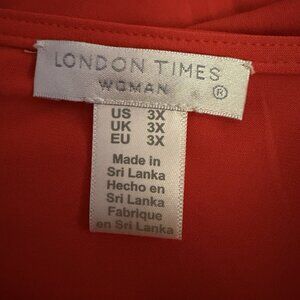 LONDON TIMES
WOMAN ®
US 3X
UK 3X
EU 3X
Made in
Sri Lanka
Hecho en
Sri Lanka
Fabrique
en Sri Lanka